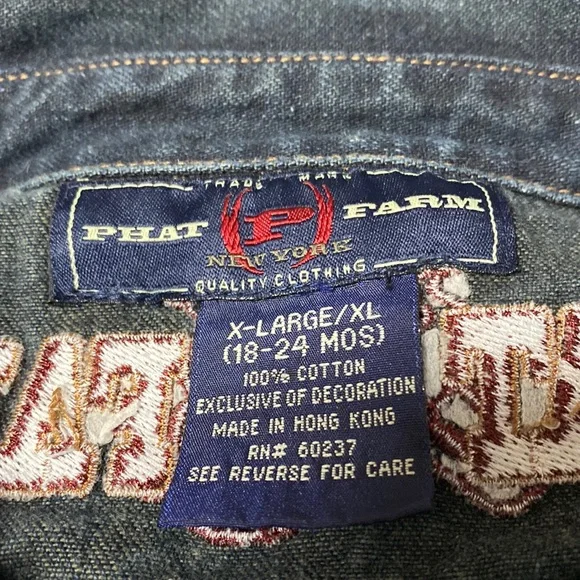 TRADE MARK
PHAT P FARM
NEW YORK
QUALITY CLOTHING
X-LARGE/XL
(18-24 MOS)
100% COTTON
EXCLUSIVE OF DECORATION
MADE IN HONG KONG
RN# 60237
SEE REVERSE FOR CARE